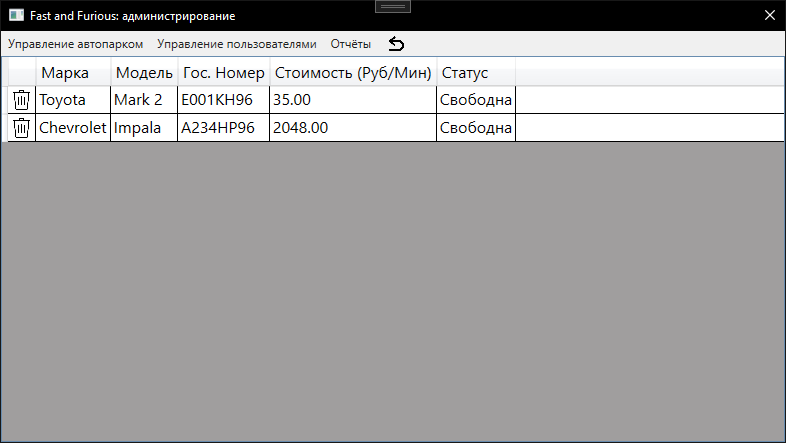 Fast and Furious: администрирование
Управление автопарком Управление пользователями Отчёты
Марка Модель Гос. Номер Стоимость (Руб/Мин) Статус
Toyota Mark 2 E001KH96 35.00 Свободна
Chevrolet Impala A234HP96 2048.00 Свободна